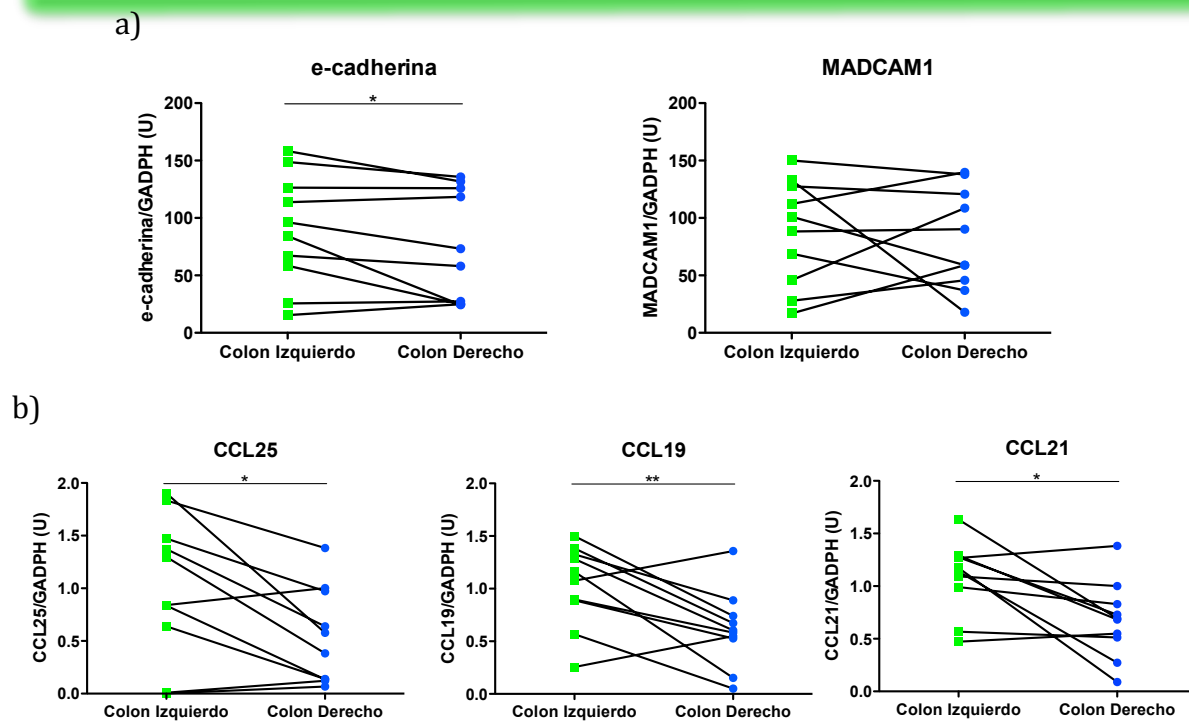 a)
e-cadherina
*
e-cadherina/GADPH (U)
200
150
100
50
0
Colon Izquierdo Colon Derecho
MADCAM1
MADCAM1/GADPH (U)
200
150
100
50
0
Colon Izquierdo Colon Derecho
b)
CCL25
*
CCL25/GADPH (U)
2.0
1.5
1.0
0.5
0.0
Colon Izquierdo Colon Derecho
CCL19
**
CCL19/GADPH (U)
2.0
1.5
1.0
0.5
0.0
Colon Izquierdo Colon Derecho
CCL21
*
CCL21/GADPH (U)
2.0
1.5
1.0
0.5
0.0
Colon Izquierdo Colon Derecho